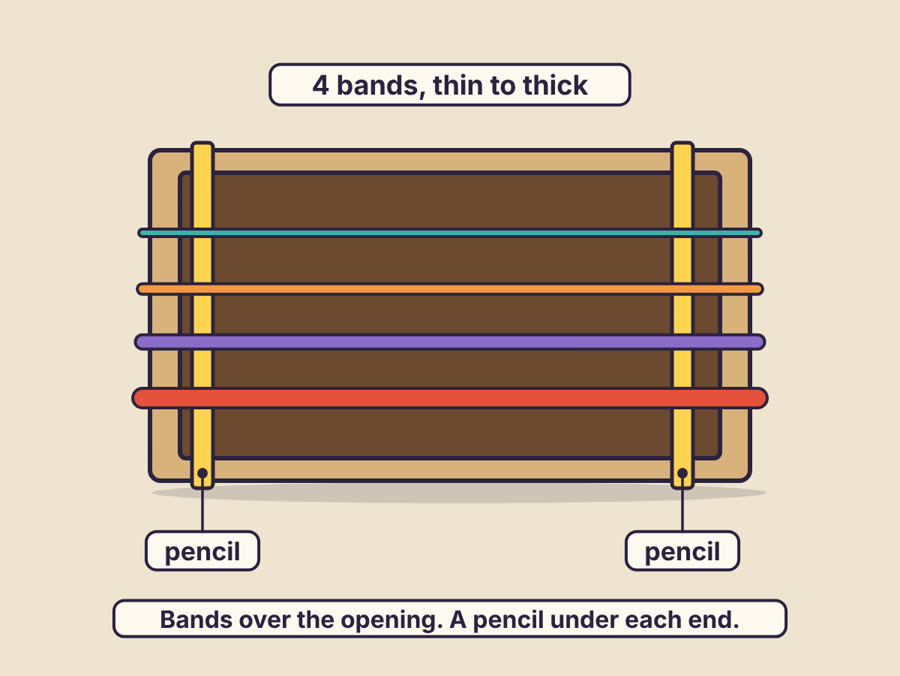 4 bands, thin to thick
pencil
pencil
Bands over the opening. A pencil under each end.